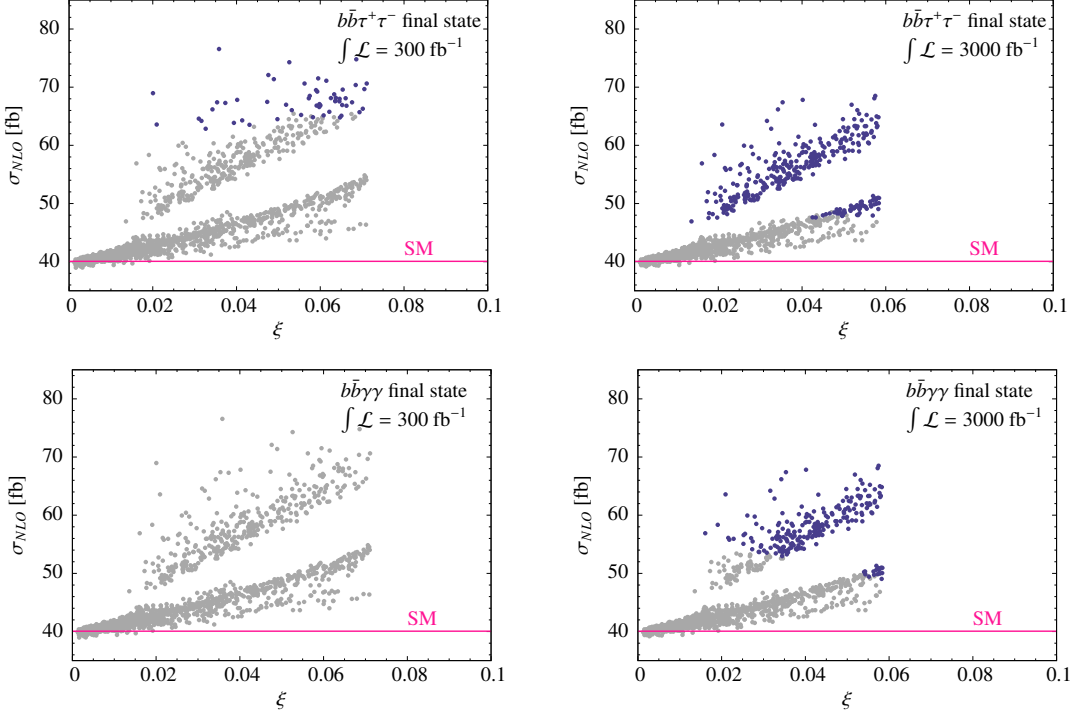 bb̄τ⁺τ⁻ final state
∫ ℒ = 300 fb⁻¹
σ_NLO [fb]
80
70
60
50
40
SM
0 0.02 0.04 0.06 0.08 0.1
ξ
bb̄τ⁺τ⁻ final state
∫ ℒ = 3000 fb⁻¹
σ_NLO [fb]
80
70
60
50
40
SM
0 0.02 0.04 0.06 0.08 0.1
ξ
bb̄γγ final state
∫ ℒ = 300 fb⁻¹
σ_NLO [fb]
80
70
60
50
40
SM
0 0.02 0.04 0.06 0.08 0.1
ξ
bb̄γγ final state
∫ ℒ = 3000 fb⁻¹
σ_NLO [fb]
80
70
60
50
40
SM
0 0.02 0.04 0.06 0.08 0.1
ξ